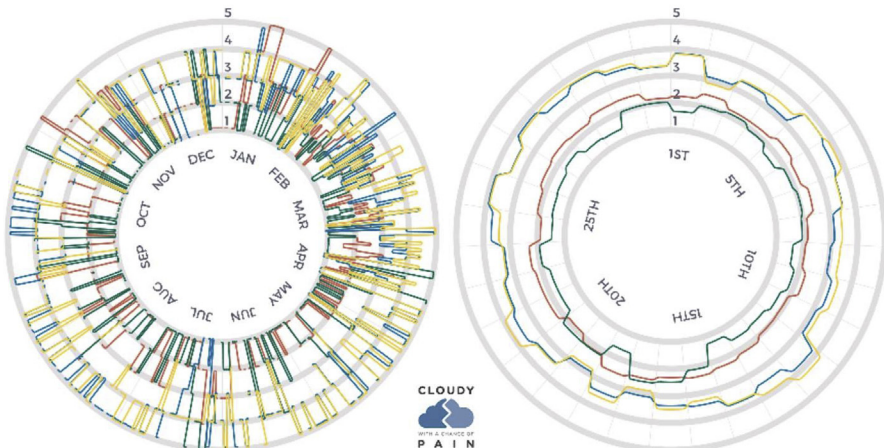 5
4
3
2
1
JAN
FEB
MAR
APR
MAY
JUN
JUL
AUG
SEP
OCT
NOV
DEC
5
4
3
2
1
1ST
5TH
10TH
15TH
20TH
25TH
CLOUDY
WITH A CHANCE OF
PAIN